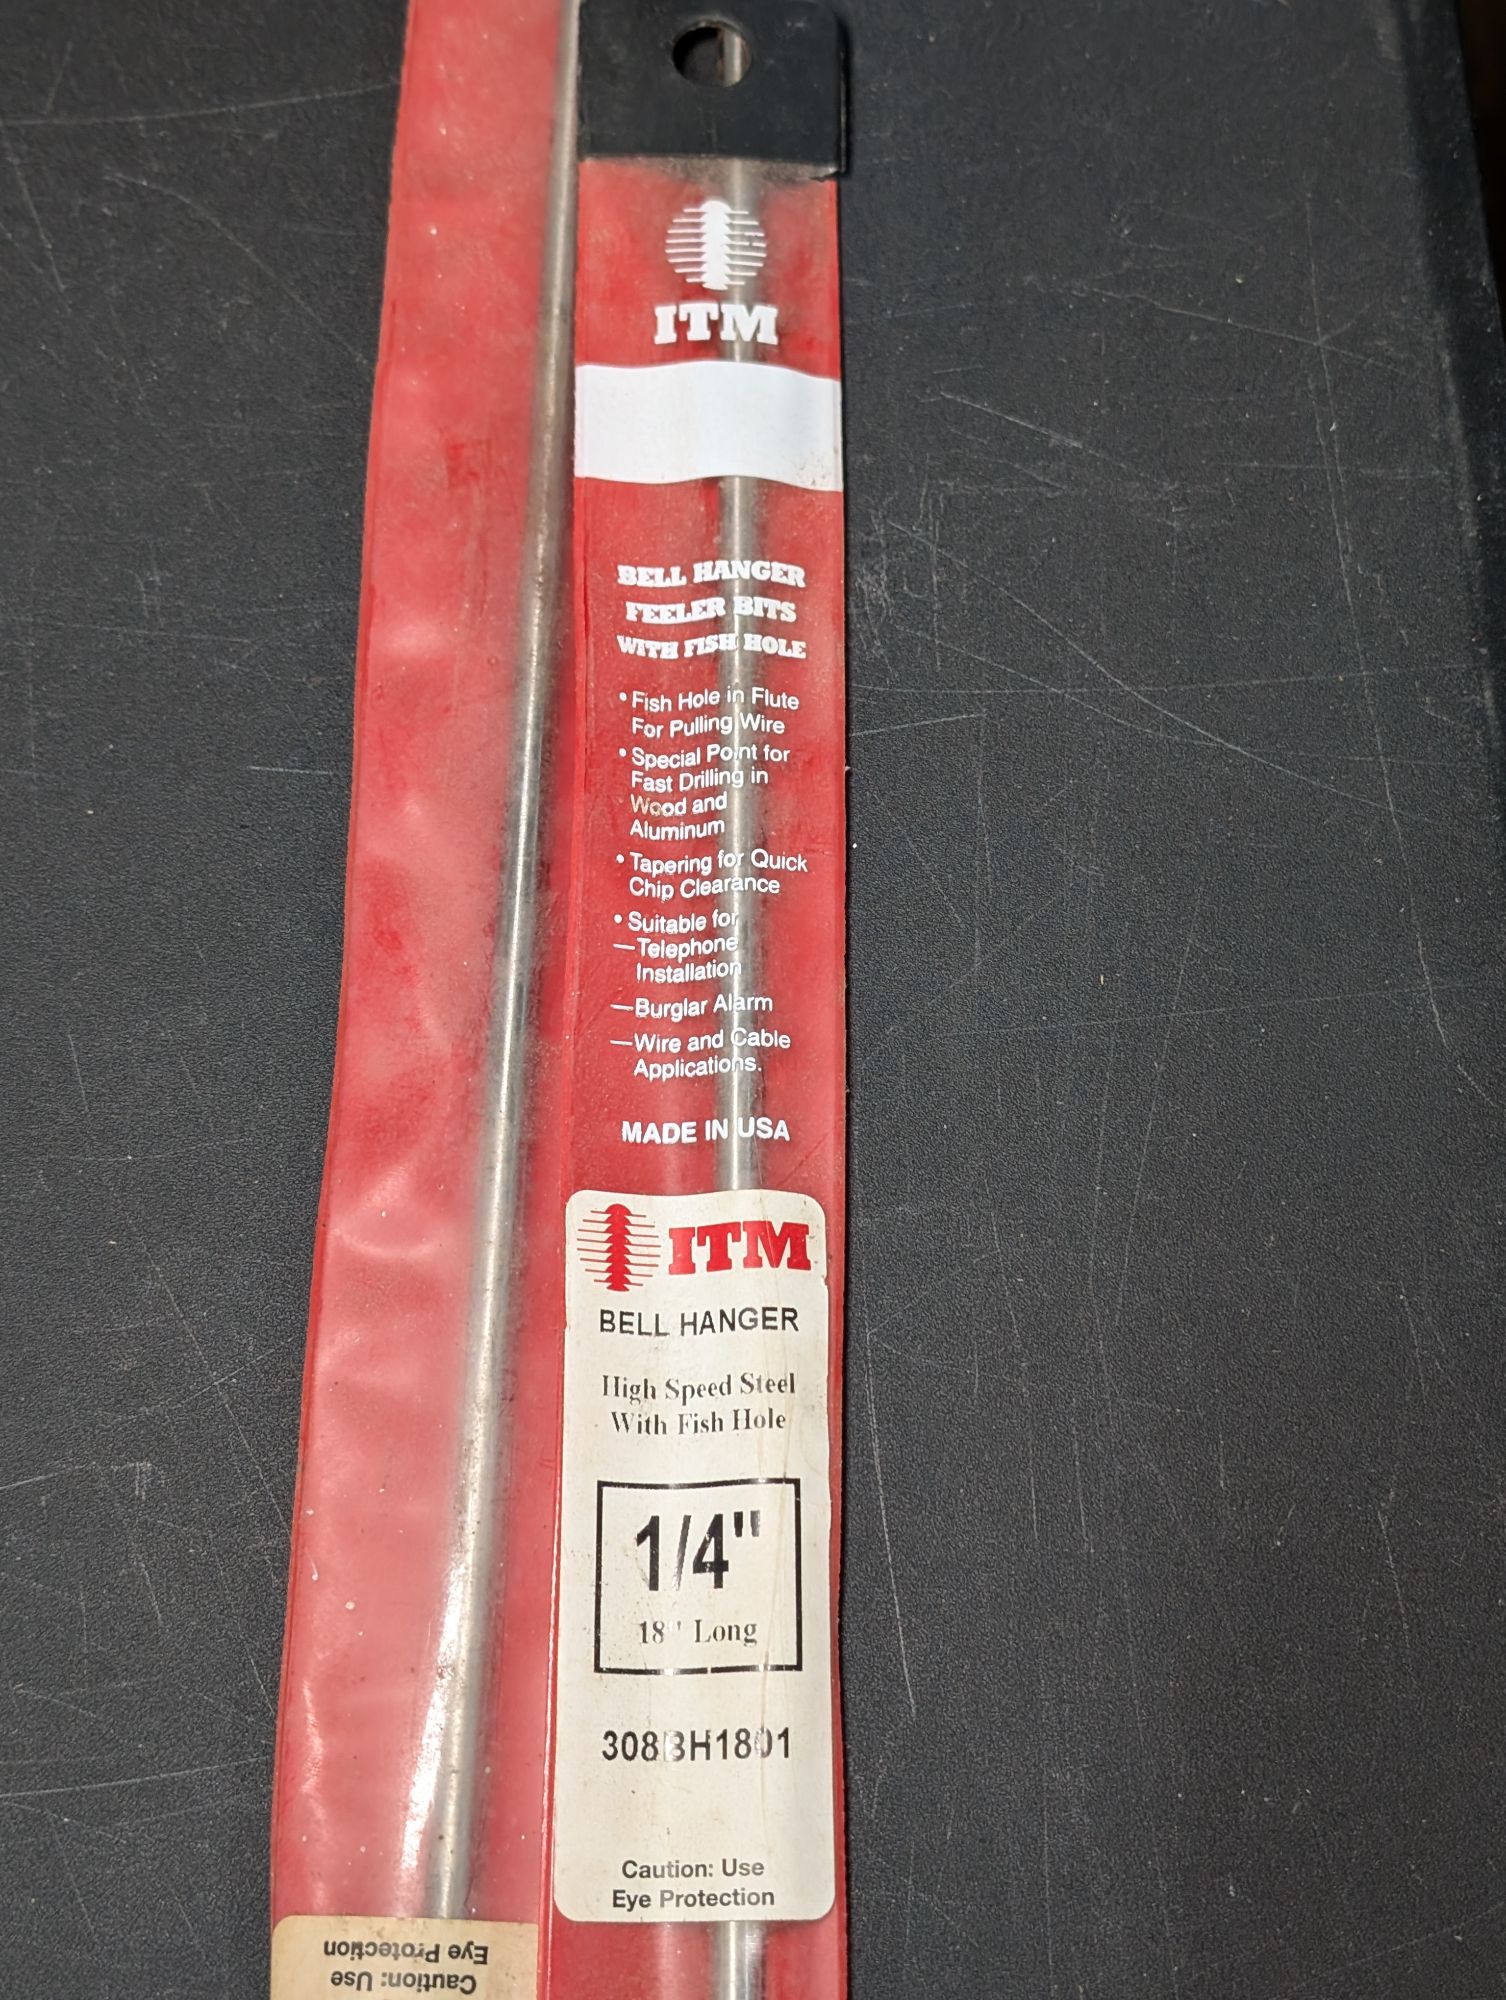 ITM
BELL HANGER
FEELER BITS
WITH FISH HOLE
• Fish Hole in Flute
For Pulling Wire
• Special Point for
Fast Drilling in
Wood and
Aluminum
• Tapering for Quick
Chip Clearance
• Suitable for
—Telephone
Installation
—Burglar Alarm
—Wire and Cable
Applications.
MADE IN USA
ITM
BELL HANGER
High Speed Steel
With Fish Hole
1/4"
18" Long
308BH1801
Caution: Use
Eye Protection
Caution: Use
Eye Protection